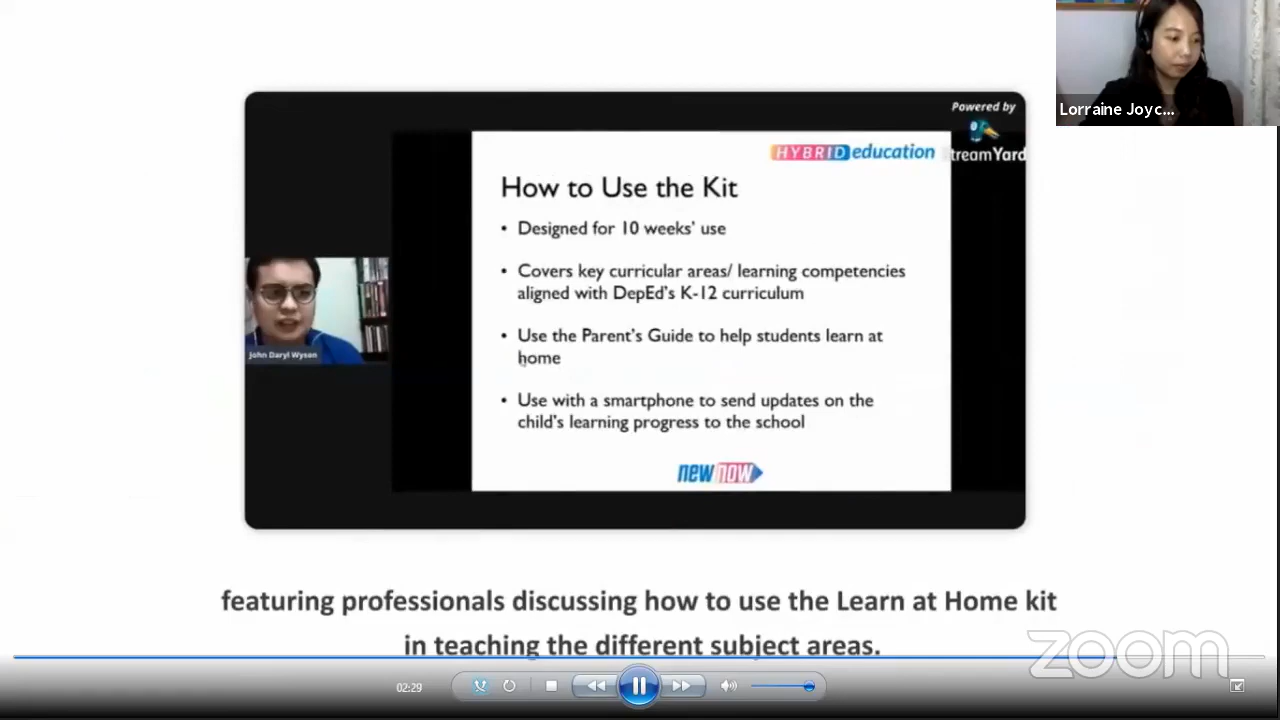 Lorraine Joyc...
Powered by
StreamYard
HYBRID education
How to Use the Kit
• Designed for 10 weeks' use
• Covers key curricular areas/ learning competencies
aligned with DepEd's K-12 curriculum
• Use the Parent's Guide to help students learn at
home
• Use with a smartphone to send updates on the
child's learning progress to the school
John Daryl Wyson
new now
featuring professionals discussing how to use the Learn at Home kit
in teaching the different subject areas.
zoom
02:29